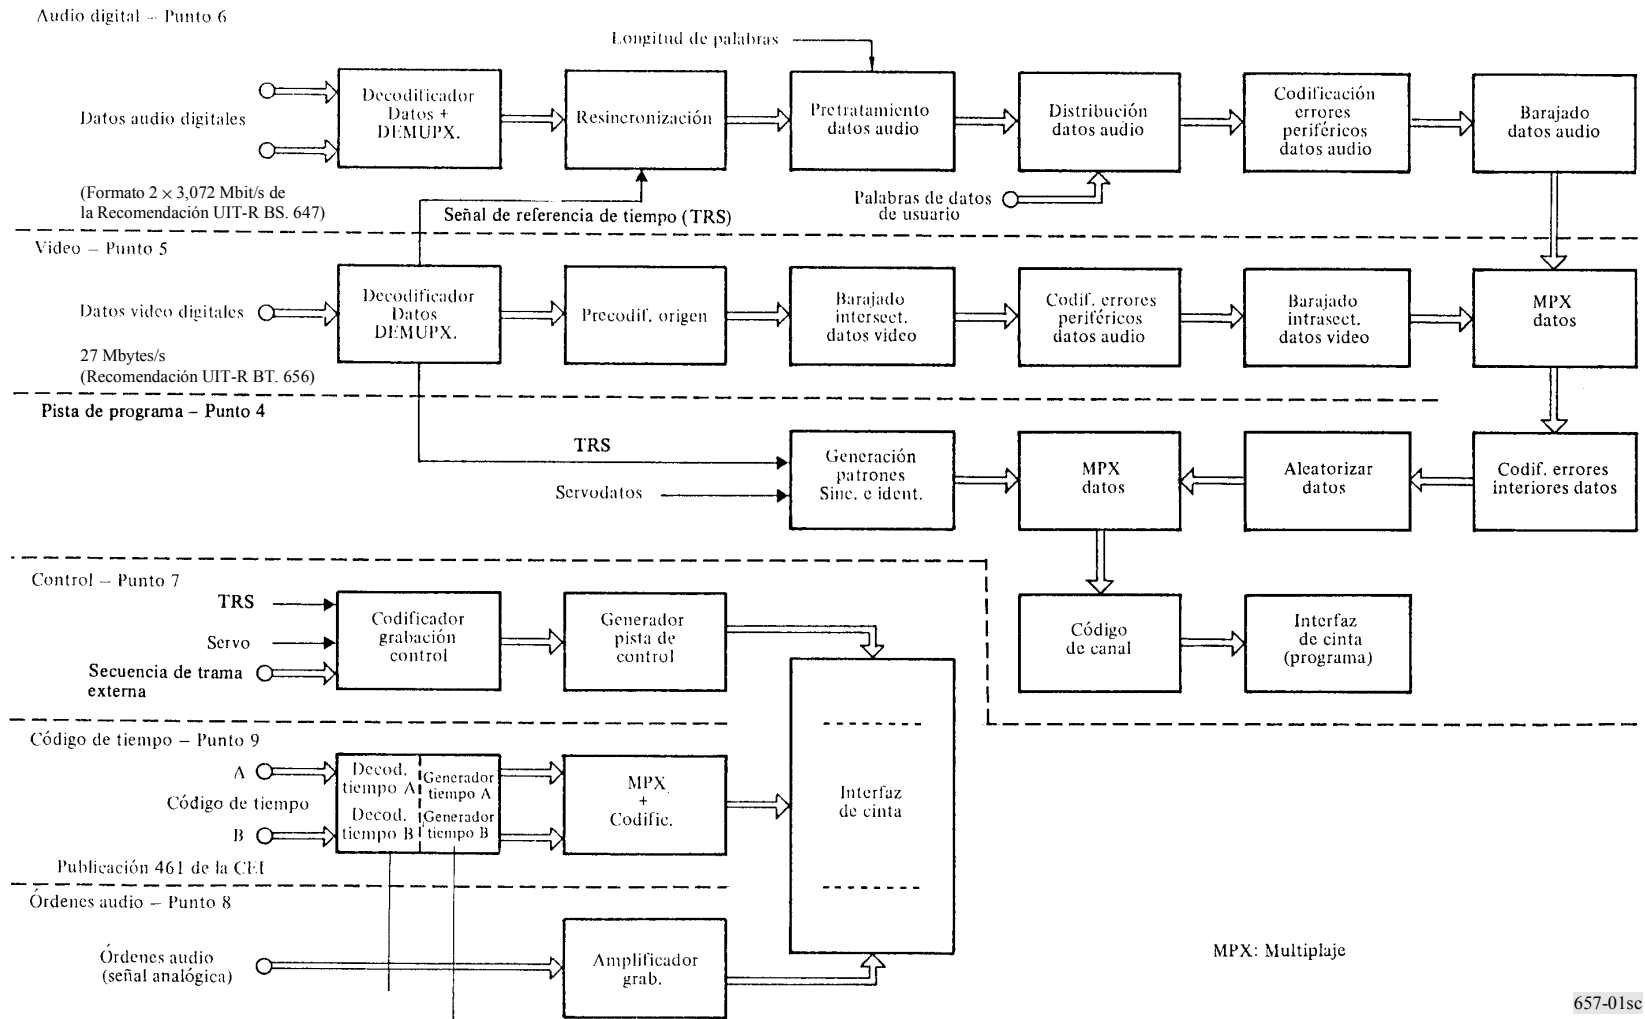 Audio digital – Punto 6
Longitud de palabras
Datos audio digitales
Decodificador
Datos +
DEMUPX.
Resincronización
Pretratamiento
datos audio
Distribución
datos audio
Codificación
errores
periféricos
datos audio
Barajado
datos audio
(Formato 2 × 3,072 Mbit/s de
la Recomendación UIT-R BS. 647)
Señal de referencia de tiempo (TRS)
Palabras de datos
de usuario
Video – Punto 5
Datos video digitales
Decodificador
Datos
DEMUPX.
Precodif. origen
Barajado
intersect.
datos video
Codif. errores
periféricos
datos audio
Barajado
intrasect.
datos video
MPX
datos
27 Mbytes/s
(Recomendación UIT-R BT. 656)
Pista de programa – Punto 4
TRS
Servodatos
Generación
patrones
Sinc. e ident.
MPX
datos
Aleatorizar
datos
Codif. errores
interiores datos
Control – Punto 7
TRS
Servo
Secuencia de trama
externa
Codificador
grabación
control
Generador
pista de
control
Código
de canal
Interfaz
de cinta
(programa)
Código de tiempo – Punto 9
A
Código de tiempo
B
Decod.
tiempo A
Generador
tiempo A
Decod.
tiempo B
Generador
tiempo B
MPX
+
Codific.
Interfaz
de cinta
Publicación 461 de la CEI
Órdenes audio – Punto 8
Órdenes audio
(señal analógica)
Amplificador
grab.
MPX: Multiplaje
657-01sc